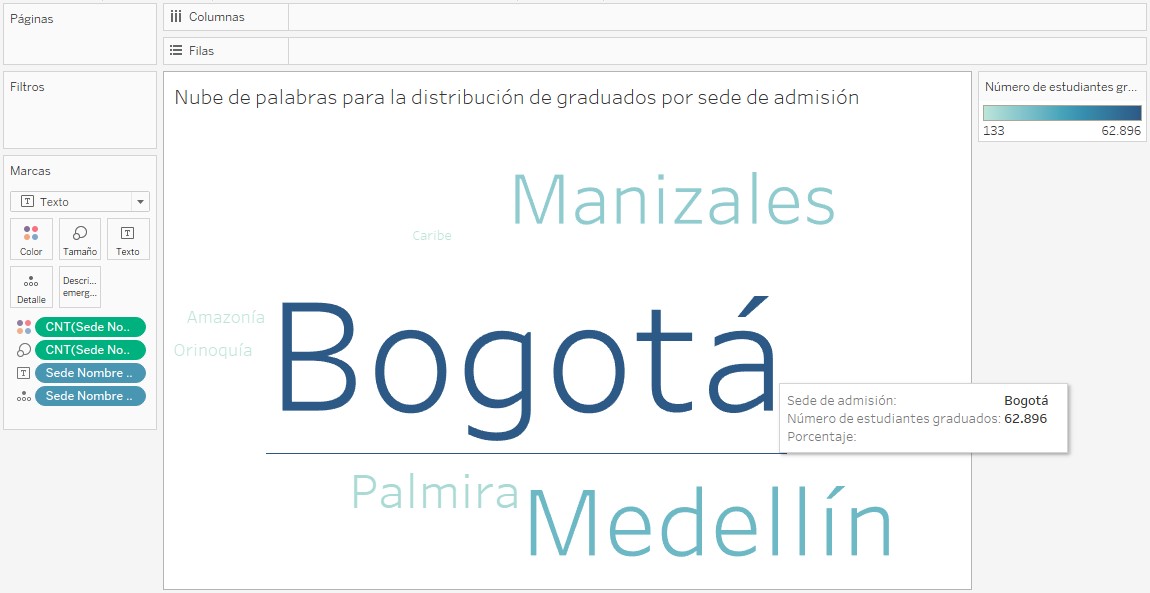 Páginas
Columnas
Filas
Filtros
Marcas
Texto
Color
Tamaño
Texto
Detalle
Descri...
emerg...
CNT(Sede No..
CNT(Sede No..
Sede Nombre ..
Sede Nombre ..
Nube de palabras para la distribución de graduados por sede de admisión
Manizales
Caribe
Amazonía
Bogotá
Orinoquía
Sede de admisión: Bogotá
Número de estudiantes graduados: 62.896
Porcentaje:
Palmira
Medellín
Número de estudiantes gr...
133 62.896